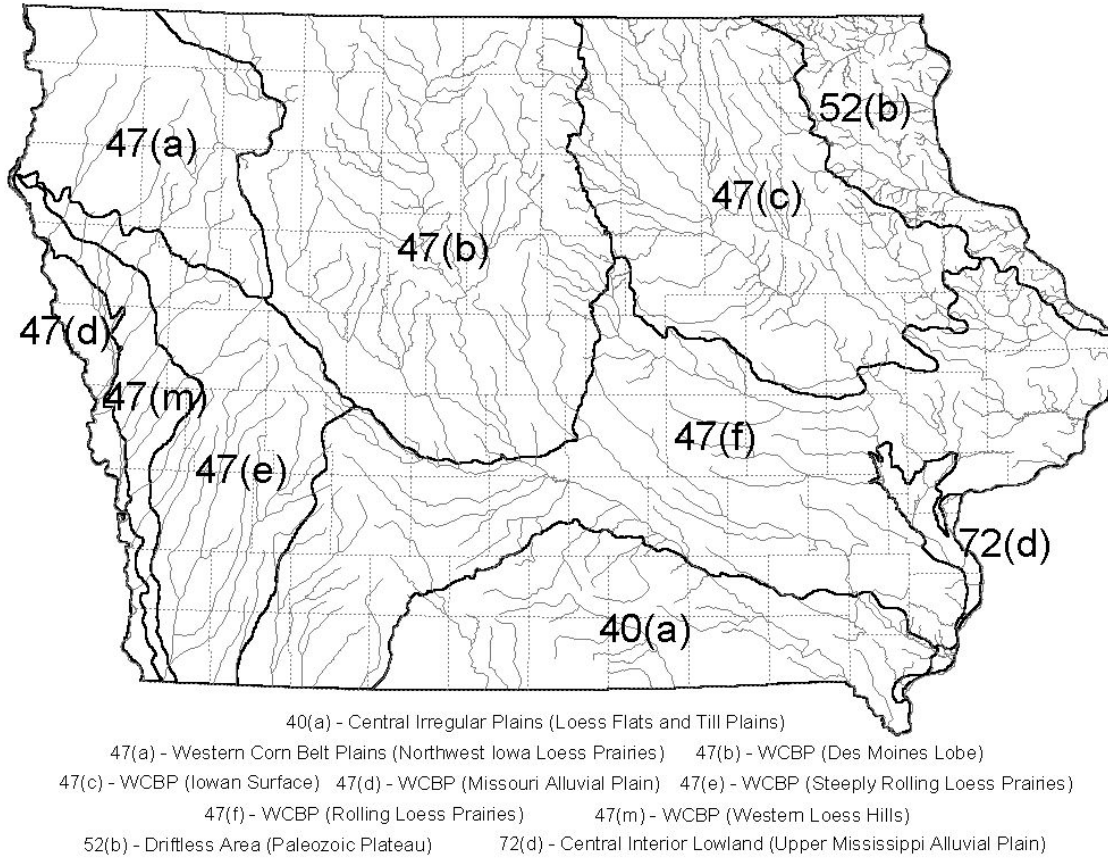 52(b)
47(a)
47(c)
47(b)
47(d)
47(m)
47(f)
47(e)
72(d)
40(a)
40(a) - Central Irregular Plains (Loess Flats and Till Plains)
47(a) - Western Corn Belt Plains (Northwest Iowa Loess Prairies) 47(b) - WCBP (Des Moines Lobe)
47(c) - WCBP (Iowan Surface) 47(d) - WCBP (Missouri Alluvial Plain) 47(e) - WCBP (Steeply Rolling Loess Prairies)
47(f) - WCBP (Rolling Loess Prairies) 47(m) - WCBP (Western Loess Hills)
52(b) - Driftless Area (Paleozoic Plateau) 72(d) - Central Interior Lowland (Upper Mississippi Alluvial Plain)